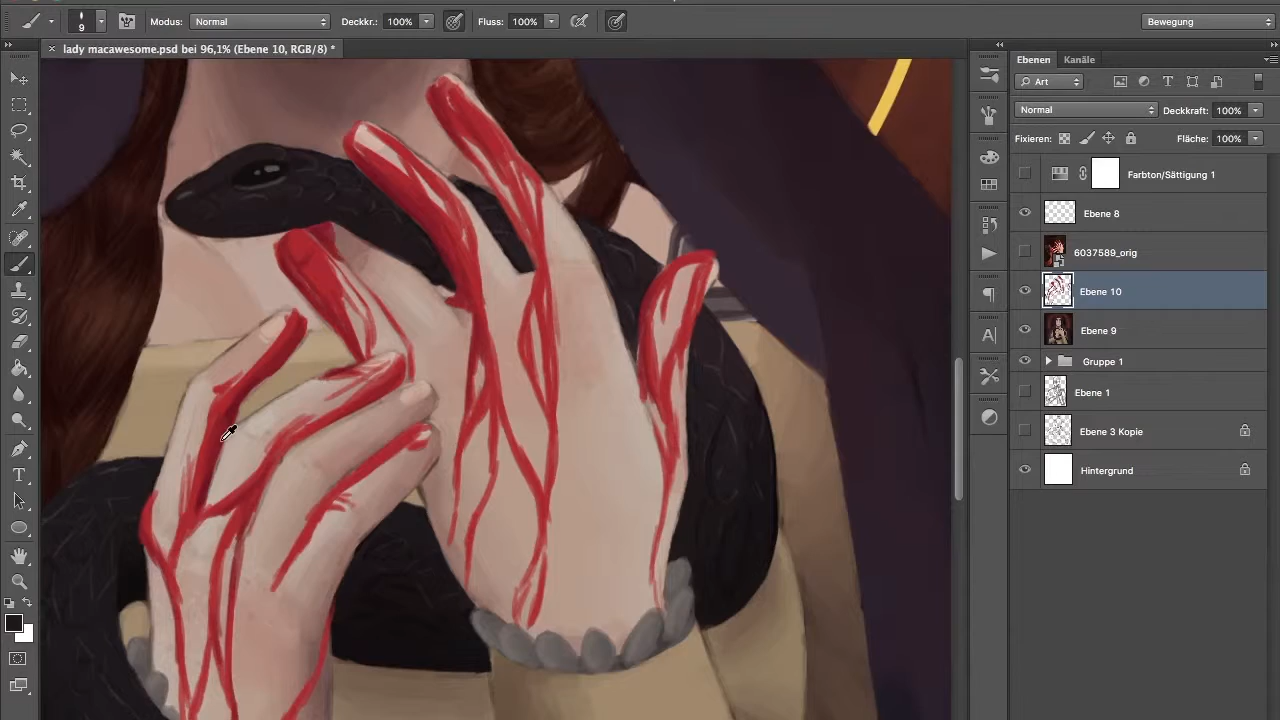 9 Modus: Normal Deckkr.: 100% Fluss: 100% Bewegung
× lady macawesome.psd bei 96,1% (Ebene 10, RGB/8) *
Ebenen Kanäle
Art
Normal Deckkraft: 100%
Fixieren: Fläche: 100%
Farbton/Sättigung 1
Ebene 8
6037589_orig
Ebene 10
Ebene 9
Gruppe 1
Ebene 1
Ebene 3 Kopie
Hintergrund